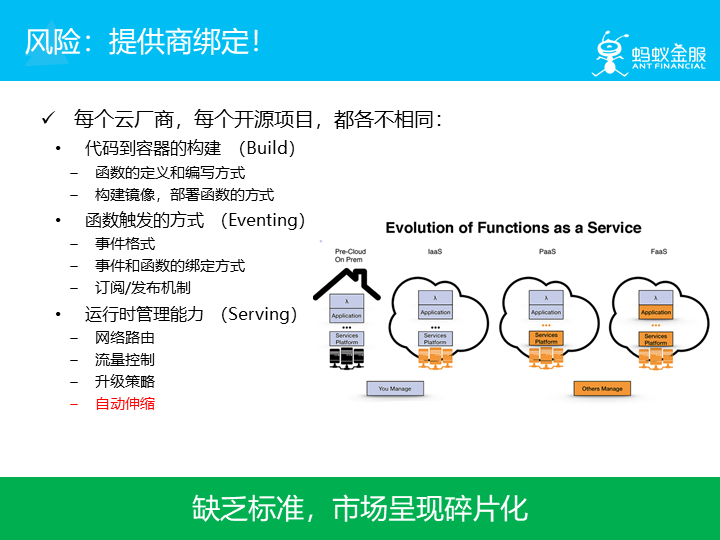 风险：提供商绑定！
蚂蚁金服
ANT FINANCIAL
✓ 每个云厂商，每个开源项目，都各不相同：
• 代码到容器的构建 （Build）
– 函数的定义和编写方式
– 构建镜像，部署函数的方式
• 函数触发的方式 （Eventing）
– 事件格式
– 事件和函数的绑定方式
– 订阅/发布机制
• 运行时管理能力 （Serving）
– 网络路由
– 流量控制
– 升级策略
– 自动伸缩
Evolution of Functions as a Service
Pre-Cloud
On Prem
IaaS
PaaS
FaaS
λ
λ
λ
λ
Application
Application
Application
Application
•••
•••
•••
•••
Services
Platform
Services
Platform
Services
Platform
Services
Platform
You Manage
Others Manage
缺乏标准，市场呈现碎片化